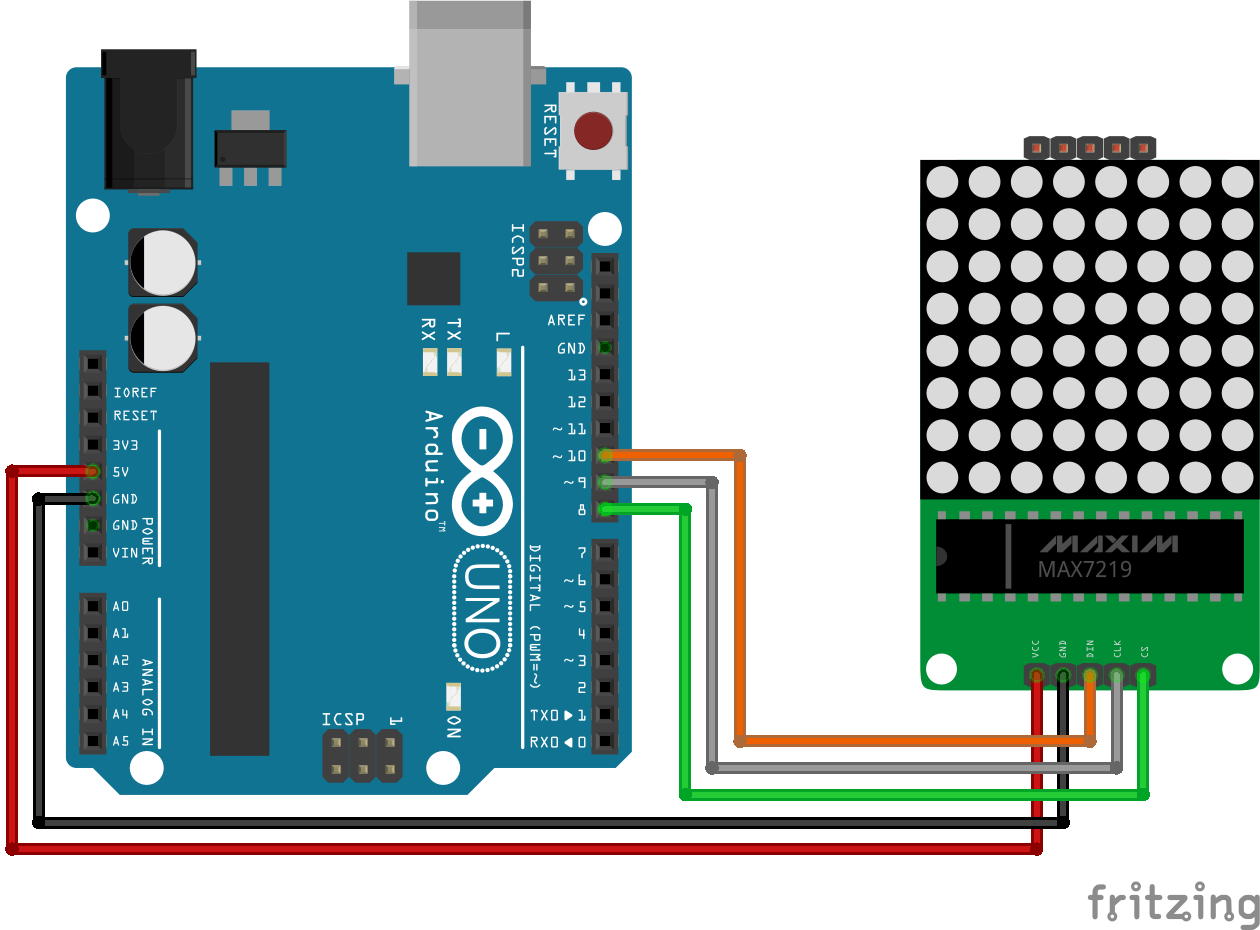 RESET
ICSP2
AREF
GND
13
12
~11
~10
~9
8
RX
TX
L
IOREF
RESET
3V3
5V
GND
GND
VIN
POWER
Arduino™
UNO
DIGITAL (PWM=~)
7
~6
~5
4
~3
2
TX0▶1
RX0◀0
A0
A1
A2
A3
A4
A5
ANALOG IN
ICSP
1
ON
MAXIM
MAX7219
VCC
GND
DIN
CLK
CS
fritzing